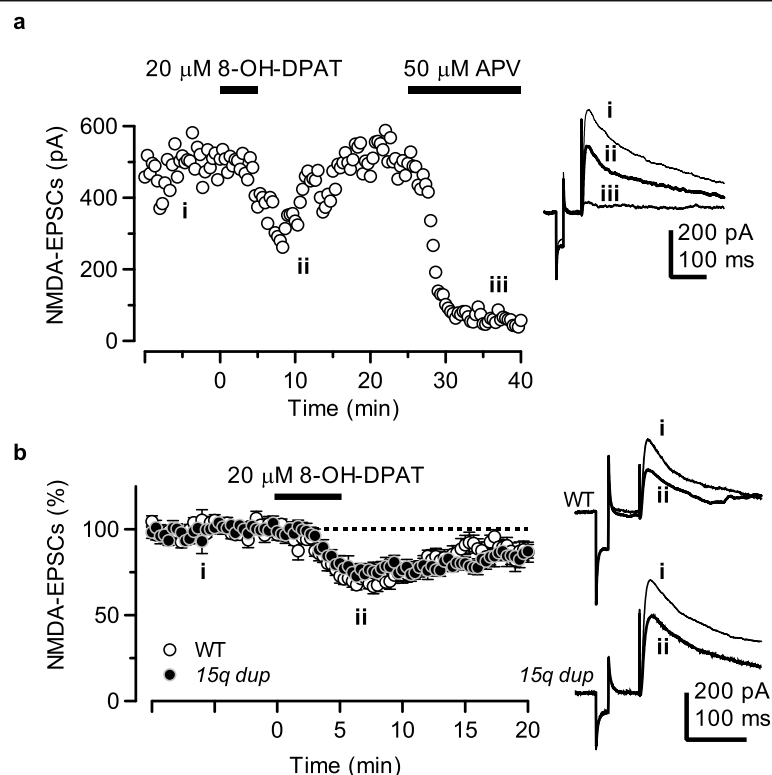 a
20 μM 8-OH-DPAT
50 μM APV
NMDA-EPSCs (pA)
600
400
200
0
i
ii
iii
0
10
20
30
40
Time (min)
i
ii
iii
200 pA
100 ms
b
20 μM 8-OH-DPAT
NMDA-EPSCs (%)
100
50
0
i
ii
WT
15q dup
0
5
10
15
20
Time (min)
WT
i
ii
15q dup
i
ii
200 pA
100 ms